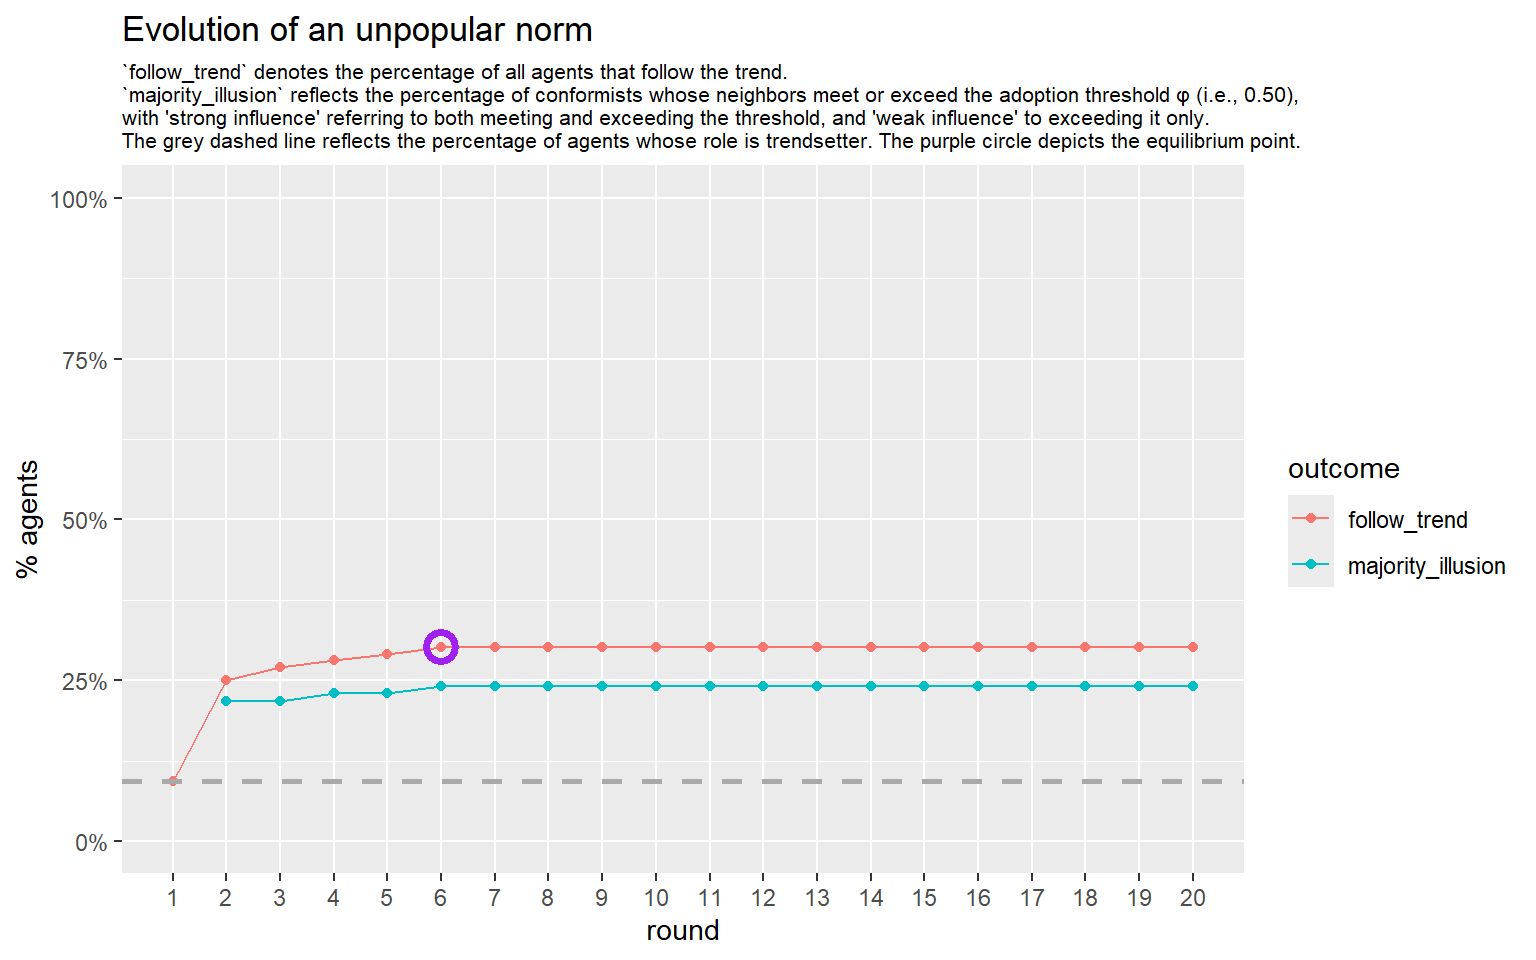 Evolution of an unpopular norm
`follow_trend` denotes the percentage of all agents that follow the trend.
`majority_illusion` reflects the percentage of conformists whose neighbors meet or exceed the adoption threshold φ (i.e., 0.50),
with 'strong influence' referring to both meeting and exceeding the threshold, and 'weak influence' to exceeding it only.
The grey dashed line reflects the percentage of agents whose role is trendsetter. The purple circle depicts the equilibrium point.
100%
75%
50%
25%
0%
% agents
1 2 3 4 5 6 7 8 9 10 11 12 13 14 15 16 17 18 19 20
round
outcome
follow_trend
majority_illusion